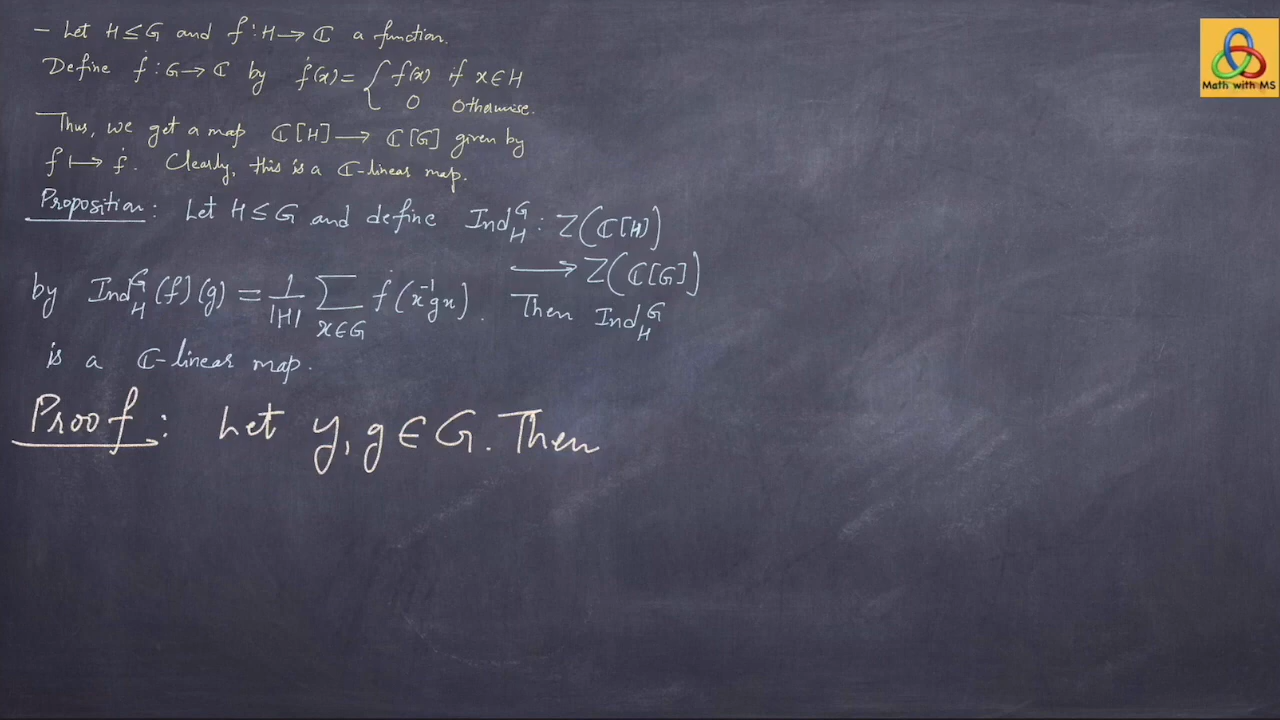 - Let H ≤ G and f : H → ℂ a function.
Define ḟ : G → ℂ by ḟ(x) = { f(x) if x ∈ H
0 Otherwise.
Thus, we get a map ℂ[H] → ℂ[G] given by
f ↦ ḟ. Clearly, this is a ℂ-linear map.
Proposition: Let H ≤ G and define Ind_H^G : Z(ℂ[H])
→ Z(ℂ[G])
by Ind_H^G (f)(g) = 1/|H| ∑_{x∈G} ḟ(x⁻¹gx). Then Ind_H^G
is a ℂ-linear map.
Proof: Let y, g ∈ G. Then
Math with MS